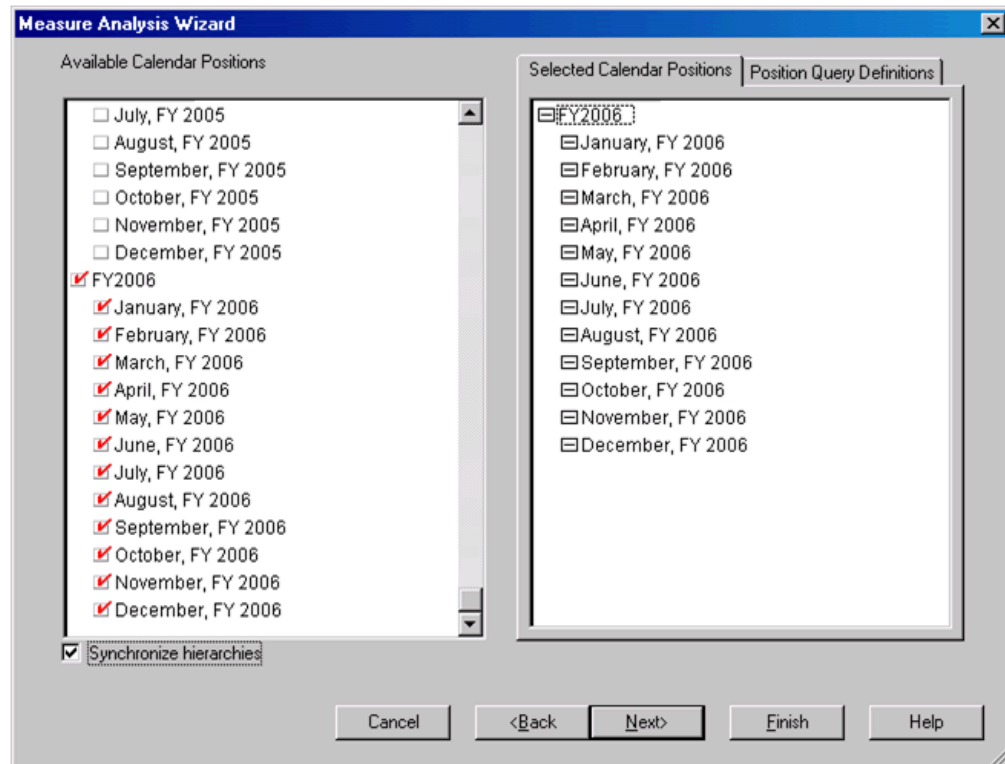 Measure Analysis Wizard
Available Calendar Positions
July, FY 2005
August, FY 2005
September, FY 2005
October, FY 2005
November, FY 2005
December, FY 2005
FY2006
January, FY 2006
February, FY 2006
March, FY 2006
April, FY 2006
May, FY 2006
June, FY 2006
July, FY 2006
August, FY 2006
September, FY 2006
October, FY 2006
November, FY 2006
December, FY 2006
Synchronize hierarchies
Selected Calendar Positions
Position Query Definitions
FY2006
January, FY 2006
February, FY 2006
March, FY 2006
April, FY 2006
May, FY 2006
June, FY 2006
July, FY 2006
August, FY 2006
September, FY 2006
October, FY 2006
November, FY 2006
December, FY 2006
Cancel
<Back
Next>
Finish
Help